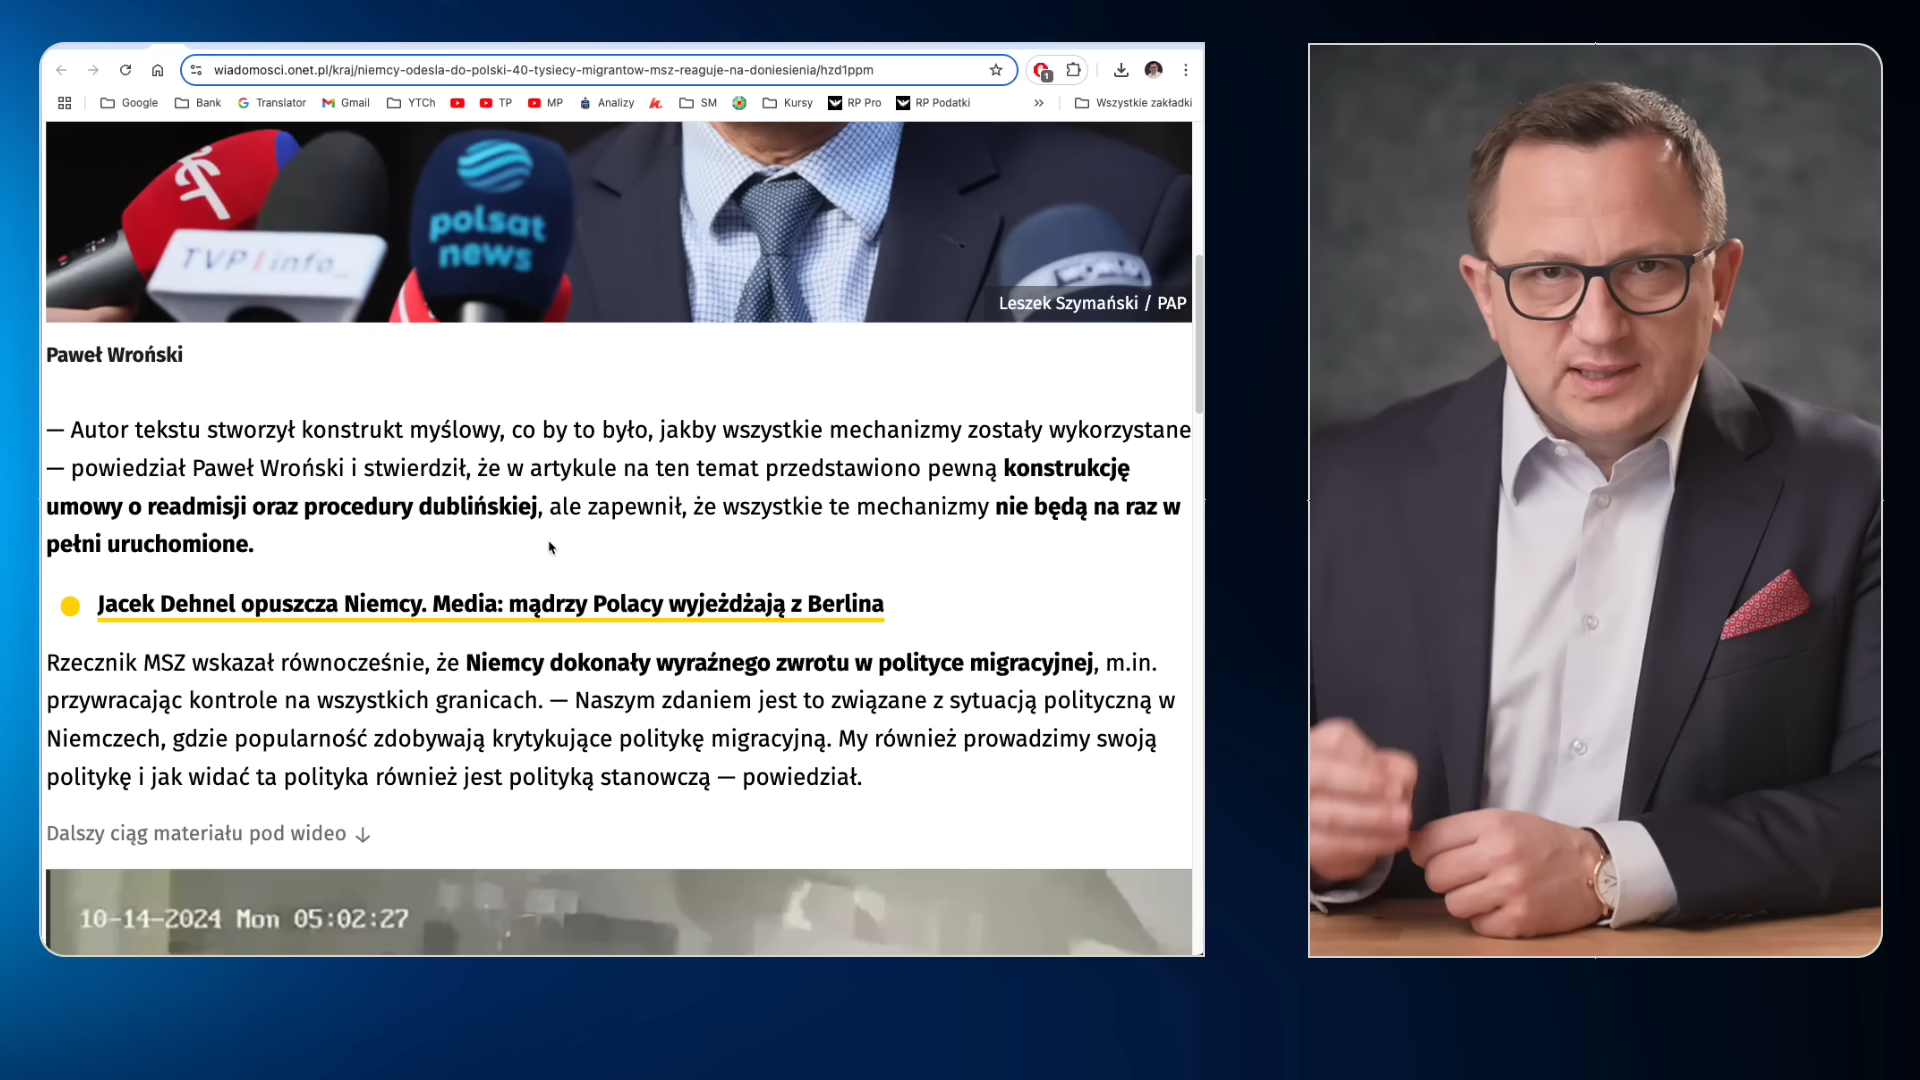 wiadomosci.onet.pl/kraj/niemcy-odesla-do-polski-40-tysiecy-migrantow-msz-reaguje-na-doniesienia/hzd1ppm
1
Google Bank Translator Gmail YTCh TP MP Analizy SM Kursy RP Pro RP Podatki » Wszystkie zakładki
TVP info
polsat
news
Leszek Szymański / PAP
Paweł Wroński
— Autor tekstu stworzył konstrukt myślowy, co by to było, jakby wszystkie mechanizmy zostały wykorzystane
— powiedział Paweł Wroński i stwierdził, że w artykule na ten temat przedstawiono pewną konstrukcję
umowy o readmisji oraz procedury dublińskiej, ale zapewnił, że wszystkie te mechanizmy nie będą na raz w
pełni uruchomione.
Jacek Dehnel opuszcza Niemcy. Media: mądrzy Polacy wyjeżdżają z Berlina
Rzecznik MSZ wskazał równocześnie, że Niemcy dokonały wyraźnego zwrotu w polityce migracyjnej, m.in.
przywracając kontrole na wszystkich granicach. — Naszym zdaniem jest to związane z sytuacją polityczną w
Niemczech, gdzie popularność zdobywają krytykujące politykę migracyjną. My również prowadzimy swoją
politykę i jak widać ta polityka również jest polityką stanowczą — powiedział.
Dalszy ciąg materiału pod wideo ↓
10-14-2024 Mon 05:02:27